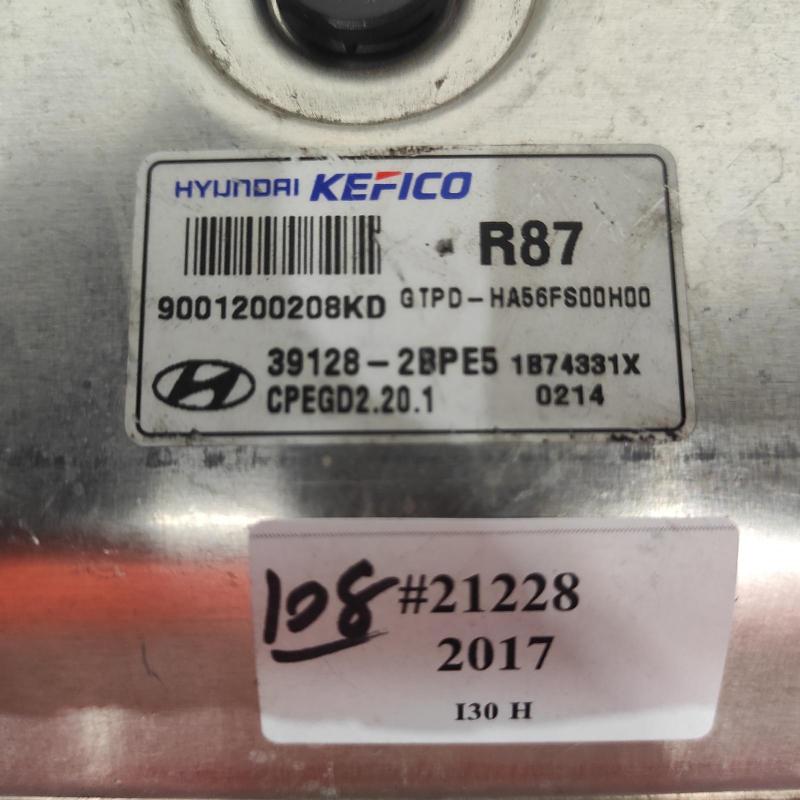 HYUNDAI KEFICO
R87
9001200208KD GTPD-HA56FS00H00
39128-2BPE5 1B74331X
CPEGD2.20.1 0214
108 #21228
2017
I30 H